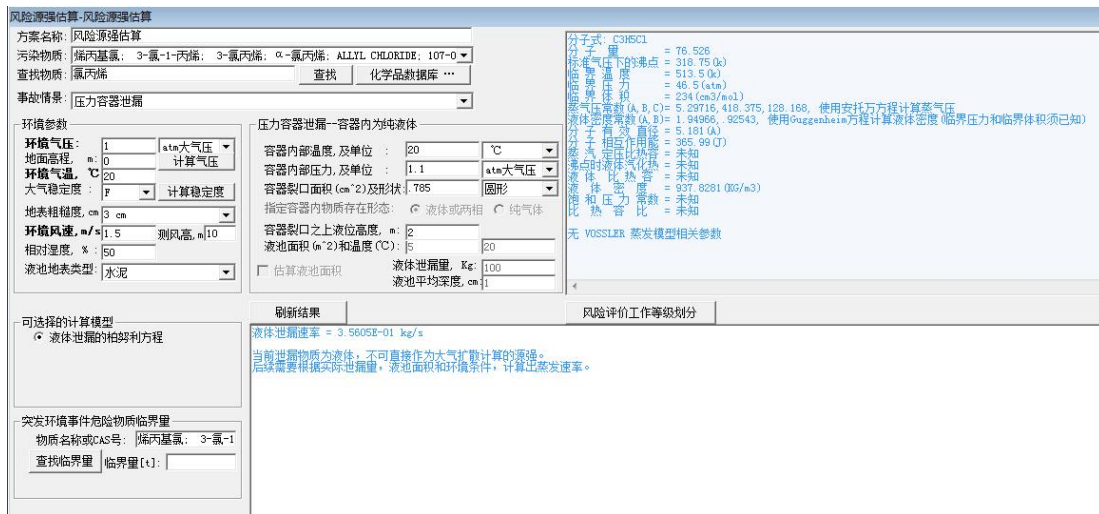 风险源强估算-风险源强估算
方案名称: 风险源强估算
污染物质: 烯丙基氯; 3-氯-1-丙烯; 3-氯丙烯; α-氯丙烯; ALLYL CHLORIDE; 107-0
查找物质: 氯丙烯 查找 化学品数据库 …
事故情景: 压力容器泄漏
环境参数
环境气压: 1 atm大气压
地面高程, m: 0 计算气压
环境气温, ℃ 20
大气稳定度 : F 计算稳定度
地表粗糙度, cm 3 cm
环境风速, m/s 1.5 测风高, m 10
相对湿度, % : 50
液池地表类型: 水泥
压力容器泄漏--容器内为纯液体
容器内部温度,及单位 : 20 ℃
容器内部压力,及单位 : 1.1 atm大气压
容器裂口面积(cm^2)及形状: .785 圆形
指定容器内物质存在形态: 液体或两相 纯气体
容器裂口之上液位高度, m: 2
液池面积(m^2)和温度(℃): 5 20
估算液池面积 液体泄漏量, Kg: 100
液池平均深度, cm: 1
分子式: C3H5Cl
分 子 量 = 76.526
标准气压下的沸点 = 318.75(k)
临 界 温 度 = 513.5(k)
临 界 压 力 = 46.5(atm)
临 界 体 积 = 234(cm3/mol)
蒸气压常数(A,B,C)= 5.29716,418.375,128.168, 使用安托万方程计算蒸气压
液体密度常数(A,B)= 1.94966,.92543, 使用Guggenheim方程计算液体密度(临界压力和临界体积须已知)
分 子 有 效 直径 = 5.181(A)
分 子 相互作用能 = 365.99(J)
蒸 汽 定压比热容 = 未知
沸点时液体汽化热 = 未知
液 体 比 热 容 = 未知
液 体 密 度 = 937.8281(KG/m3)
饱 和 压 力 常数 = 未知
比 热 容 比 = 未知
无 VOSSLER 蒸发模型相关参数
刷新结果 风险评价工作等级划分
可选择的计算模型
液体泄漏的柏努利方程
突发环境事件危险物质临界量
物质名称或CAS号: 烯丙基氯; 3-氯-1
查找临界量 临界量[t]:
液体泄漏速率 = 3.5605E-01 kg/s
当前泄漏物质为液体,不可直接作为大气扩散计算的源强。
后续需要根据实际泄漏量,液池面积和环境条件,计算出蒸发速率。